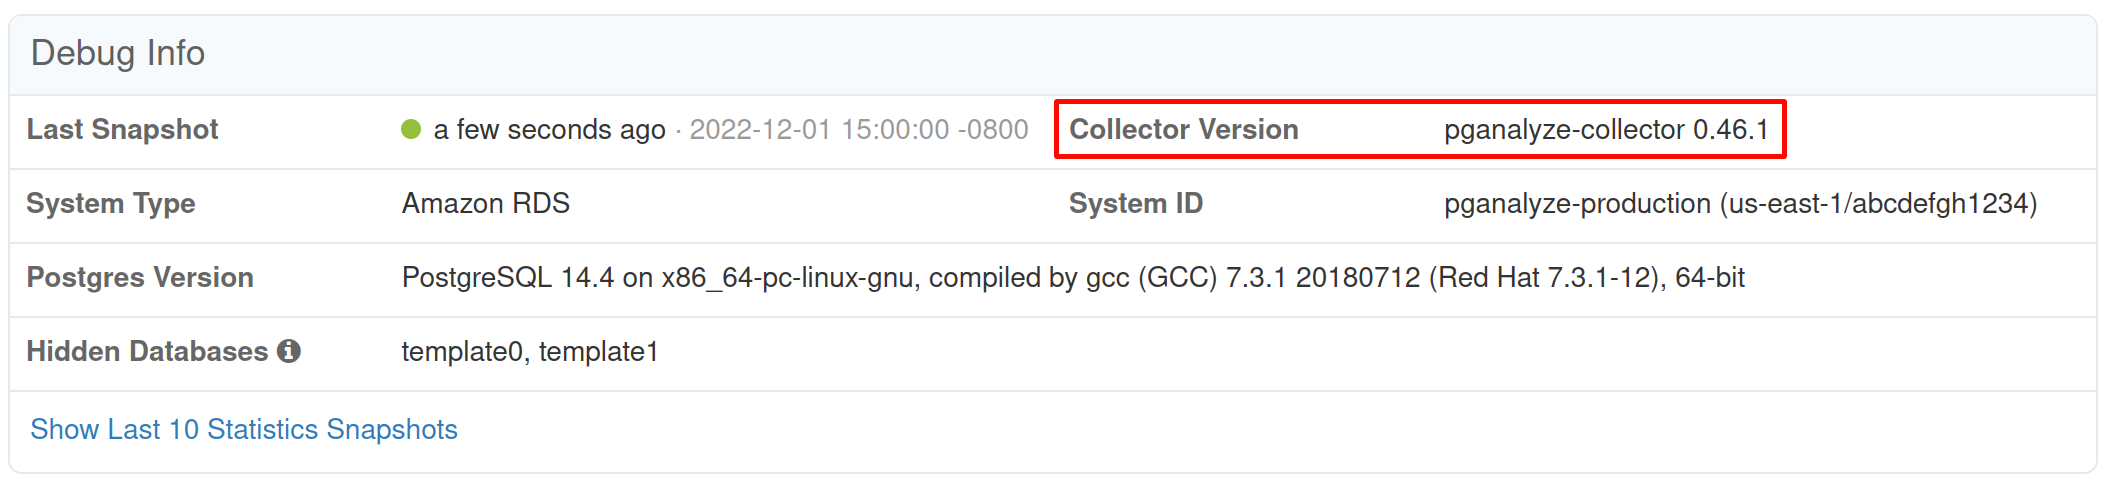 Debug Info
Last Snapshot a few seconds ago · 2022-12-01 15:00:00 -0800 Collector Version pganalyze-collector 0.46.1
System Type Amazon RDS System ID pganalyze-production (us-east-1/abcdefgh1234)
Postgres Version PostgreSQL 14.4 on x86_64-pc-linux-gnu, compiled by gcc (GCC) 7.3.1 20180712 (Red Hat 7.3.1-12), 64-bit
Hidden Databases template0, template1
Show Last 10 Statistics Snapshots